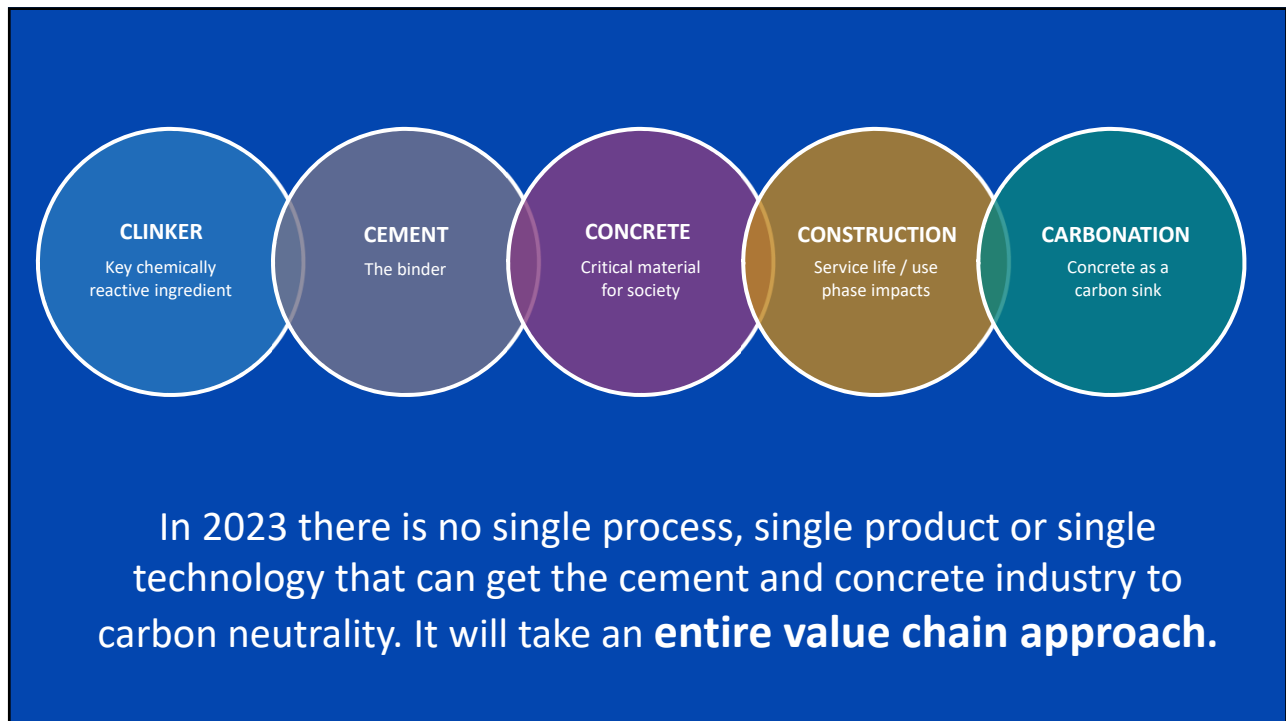 CLINKER
Key chemically
reactive ingredient
CEMENT
The binder
CONCRETE
Critical material
for society
CONSTRUCTION
Service life / use
phase impacts
CARBONATION
Concrete as a
carbon sink
In 2023 there is no single process, single product or single
technology that can get the cement and concrete industry to
carbon neutrality. It will take an entire value chain approach.